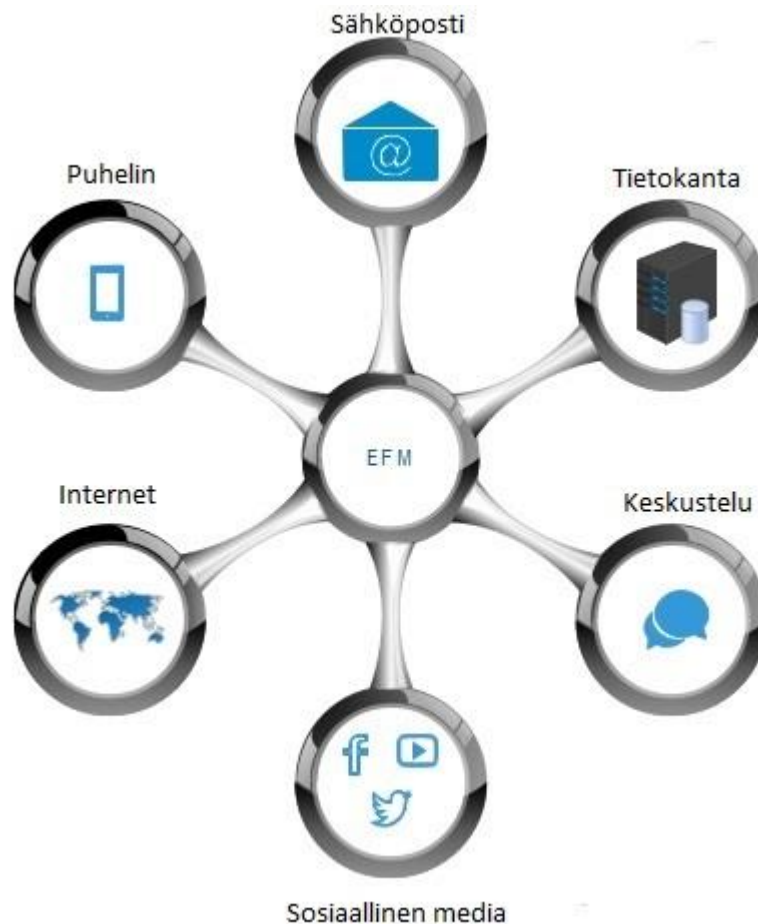 Sähköposti
Puhelin
Tietokanta
EFM
Internet
Keskustelu
Sosiaallinen media